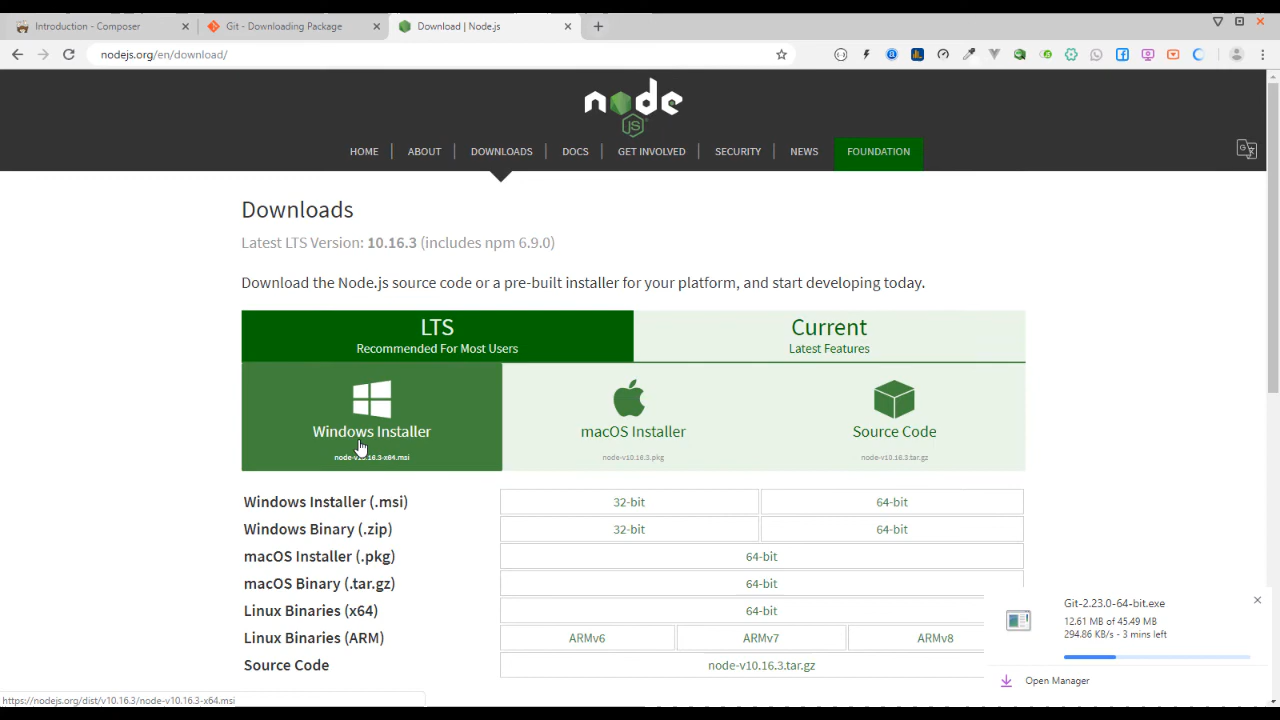 Introduction - Composer
Git - Downloading Package
Download | Node.js
nodejs.org/en/download/
node
JS
HOME
ABOUT
DOWNLOADS
DOCS
GET INVOLVED
SECURITY
NEWS
FOUNDATION
Downloads
Latest LTS Version: 10.16.3 (includes npm 6.9.0)
Download the Node.js source code or a pre-built installer for your platform, and start developing today.
LTS
Recommended For Most Users
Current
Latest Features
Windows Installer
node-v10.16.3-x64.msi
macOS Installer
node-v10.16.3.pkg
Source Code
node-v10.16.3.tar.gz
Windows Installer (.msi)
32-bit
64-bit
Windows Binary (.zip)
32-bit
64-bit
macOS Installer (.pkg)
64-bit
macOS Binary (.tar.gz)
64-bit
Linux Binaries (x64)
64-bit
Linux Binaries (ARM)
ARMv6
ARMv7
ARMv8
Source Code
node-v10.16.3.tar.gz
Git-2.23.0-64-bit.exe
12.61 MB of 45.49 MB
294.86 KB/s - 3 mins left
Open Manager
https://nodejs.org/dist/v10.16.3/node-v10.16.3-x64.msi